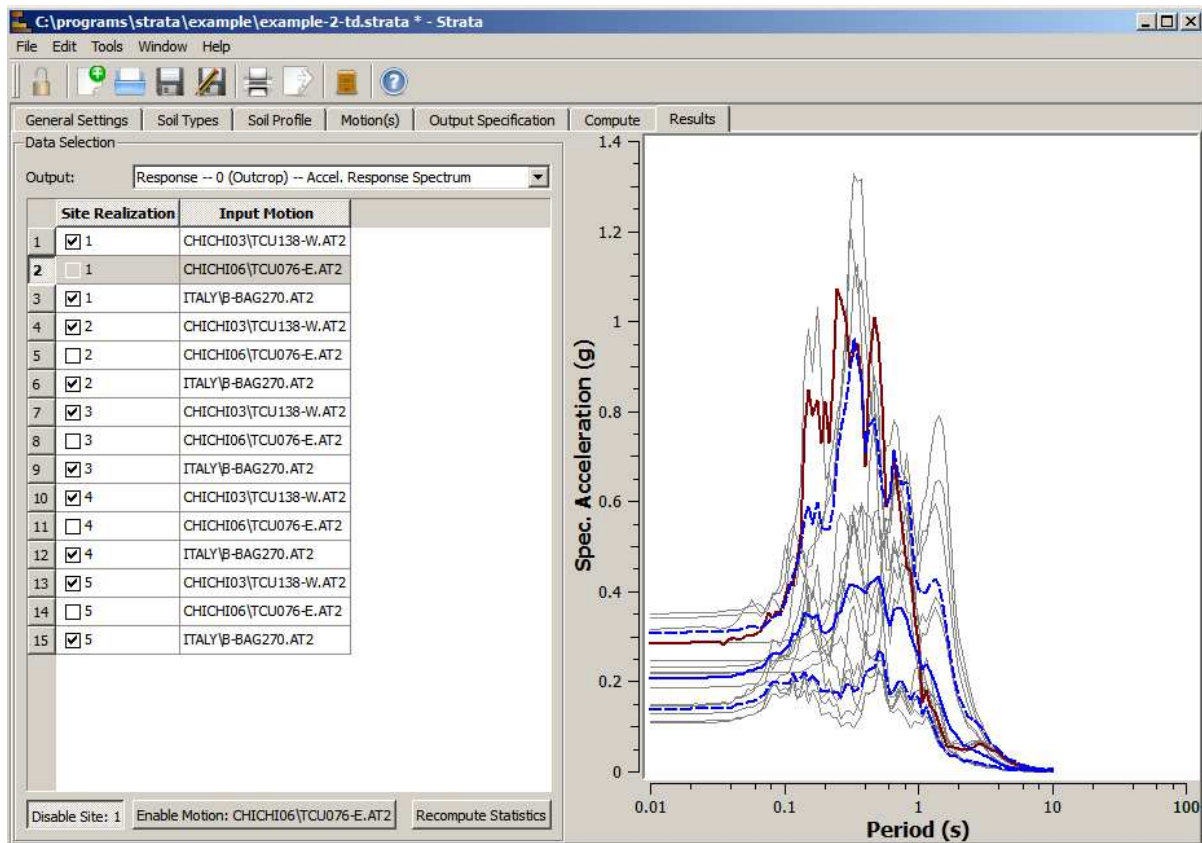 C:\programs\strata\example\example-2-td.strata * - Strata
File Edit Tools Window Help
General Settings Soil Types Soil Profile Motion(s) Output Specification Compute Results
Data Selection
Output: Response -- 0 (Outcrop) -- Accel. Response Spectrum
Site Realization Input Motion
1 1 CHICHI03\TCU138-W.AT2
2 1 CHICHI06\TCU076-E.AT2
3 1 ITALY\B-BAG270.AT2
4 2 CHICHI03\TCU138-W.AT2
5 2 CHICHI06\TCU076-E.AT2
6 2 ITALY\B-BAG270.AT2
7 3 CHICHI03\TCU138-W.AT2
8 3 CHICHI06\TCU076-E.AT2
9 3 ITALY\B-BAG270.AT2
10 4 CHICHI03\TCU138-W.AT2
11 4 CHICHI06\TCU076-E.AT2
12 4 ITALY\B-BAG270.AT2
13 5 CHICHI03\TCU138-W.AT2
14 5 CHICHI06\TCU076-E.AT2
15 5 ITALY\B-BAG270.AT2
Disable Site: 1 Enable Motion: CHICHI06\TCU076-E.AT2 Recompute Statistics
1.4
1.2
1
0.8
0.6
0.4
0.2
0
Spec. Acceleration (g)
0.01 0.1 1 10 100
Period (s)